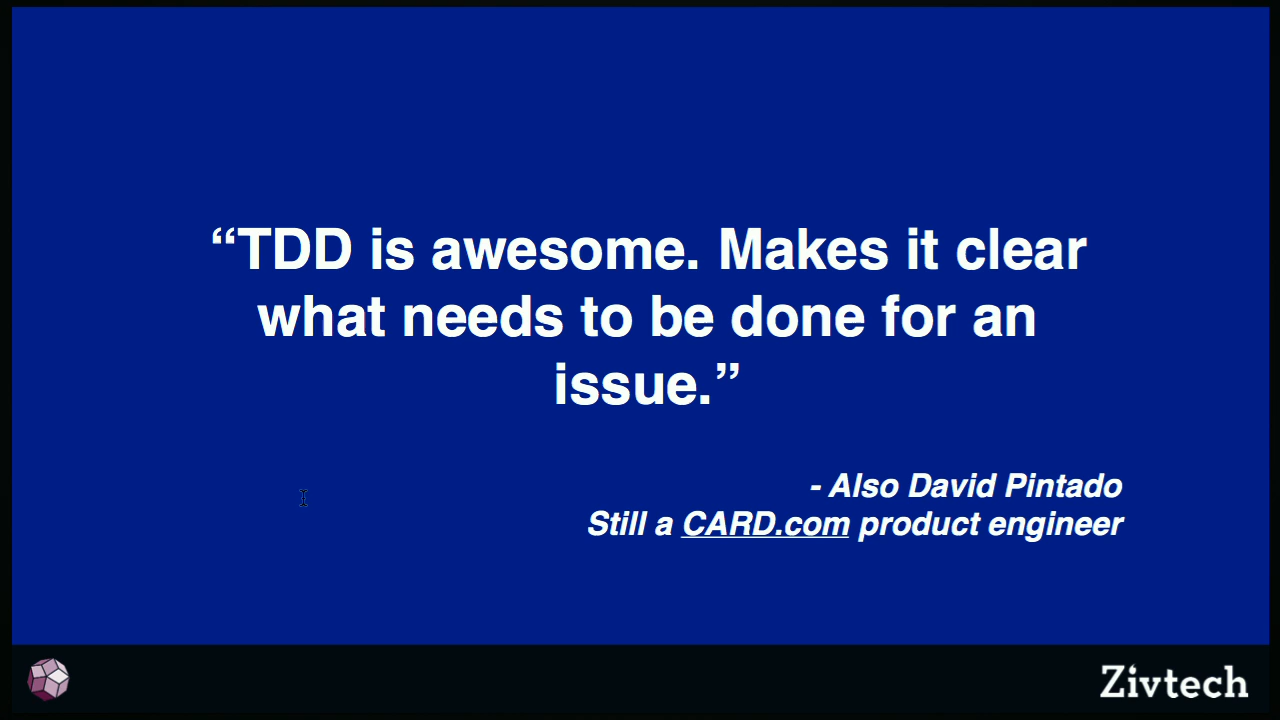 “TDD is awesome. Makes it clear
what needs to be done for an
issue.”
- Also David Pintado
Still a CARD.com product engineer
Zivtech